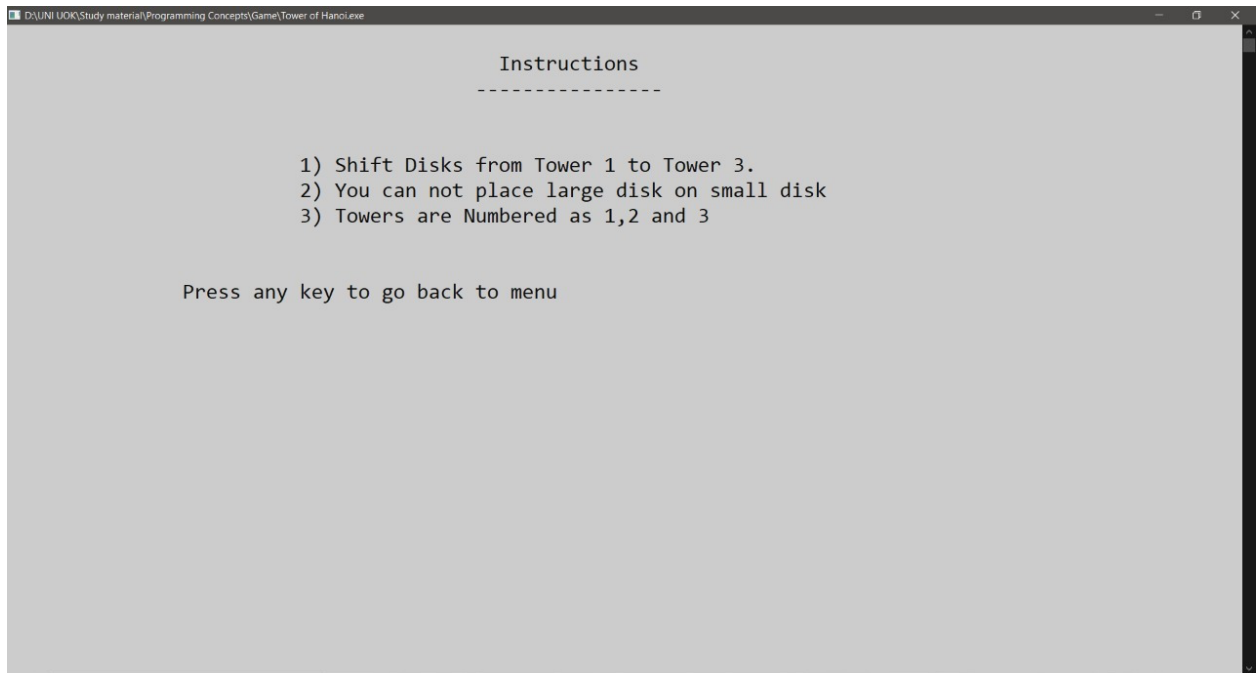 D:\UNI UOK\Study material\Programming Concepts\Game\Tower of Hanoi.exe
Instructions
----------------
1) Shift Disks from Tower 1 to Tower 3.
2) You can not place large disk on small disk
3) Towers are Numbered as 1,2 and 3
Press any key to go back to menu